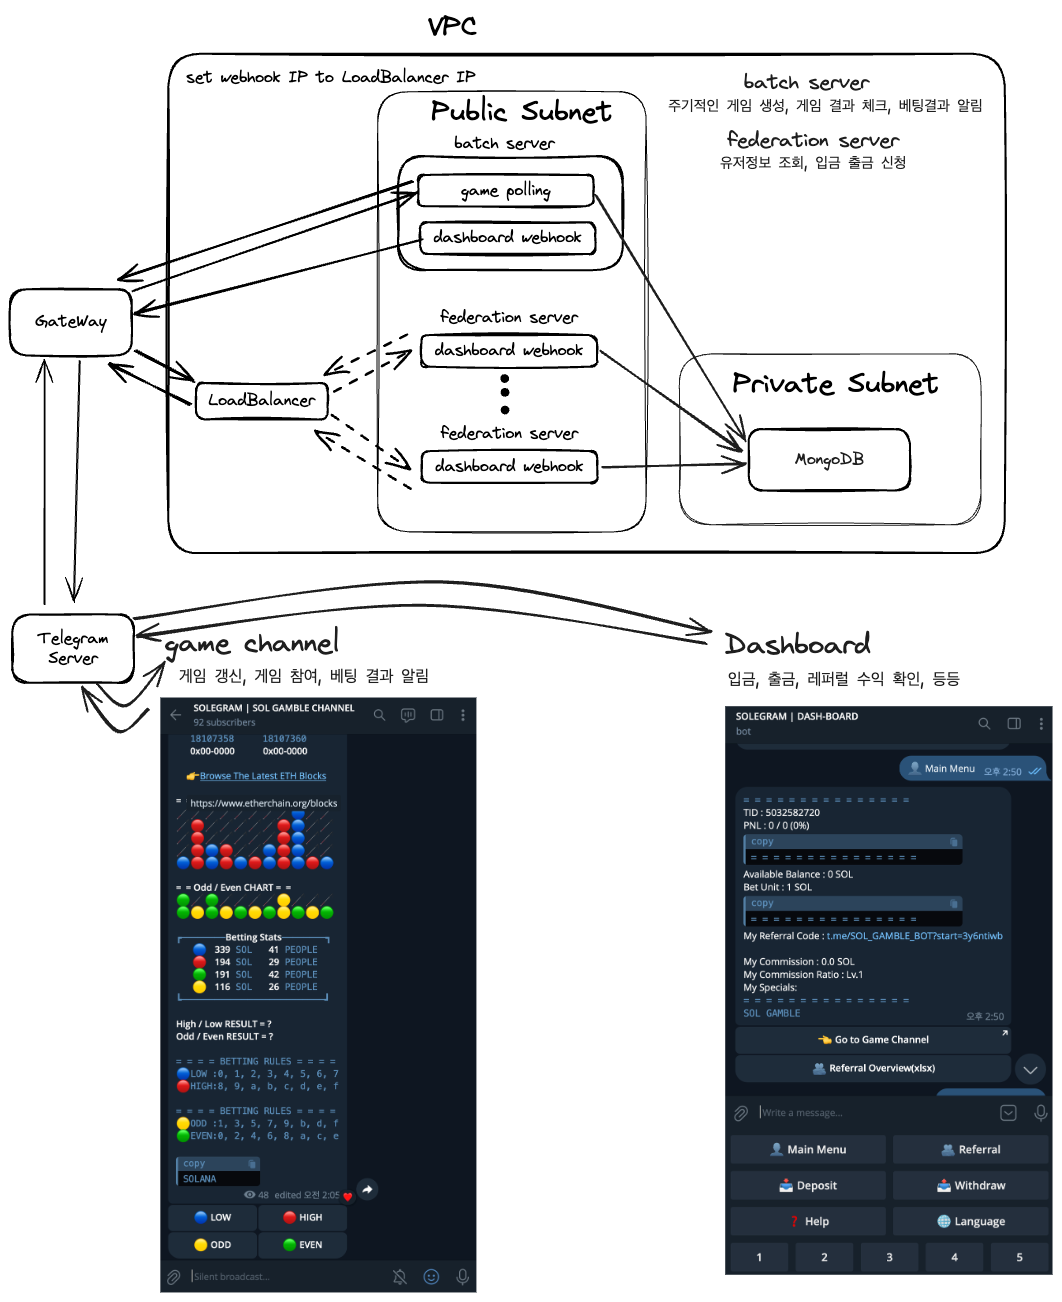 VPC
set webhook IP to LoadBalancer IP
batch server
주기적인 게임 생성, 게임 결과 체크, 베팅결과 알림
federation server
유저정보 조회, 입금 출금 신청
Public Subnet
batch server
game polling
dashboard webhook
GateWay
LoadBalancer
federation server
dashboard webhook
federation server
dashboard webhook
Private Subnet
MongoDB
Telegram
Server
game channel
게임 갱신, 게임 참여, 베팅 결과 알림
SOLEGRAM | SOL GAMBLE CHANNEL
92 subscribers
18107358 18107360
0x00-0000 0x00-0000
👉Browse The Latest ETH Blocks
= https://www.etherchain.org/blocks
= = Odd / Even CHART = =
Betting Stats
339 SOL 41 PEOPLE
194 SOL 29 PEOPLE
191 SOL 42 PEOPLE
116 SOL 26 PEOPLE
High / Low RESULT = ?
Odd / Even RESULT = ?
= = = = BETTING RULES = = = =
LOW :0, 1, 2, 3, 4, 5, 6, 7
HIGH:8, 9, a, b, c, d, e, f
= = = = BETTING RULES = = = =
ODD :1, 3, 5, 7, 9, b, d, f
EVEN:0, 2, 4, 6, 8, a, c, e
copy
SOLANA
48 edited 오전 2:05
LOW
HIGH
ODD
EVEN
Silent broadcast...
Dashboard
입금, 출금, 레퍼럴 수익 확인, 등등
SOLEGRAM | DASH-BOARD
bot
Main Menu 오후 2:50
= = = = = = = = = = = = = = =
TID : 5032582720
PNL : 0 / 0 (0%)
copy
= = = = = = = = = = = = = = =
Available Balance : 0 SOL
Bet Unit : 1 SOL
copy
= = = = = = = = = = = = = = =
My Referral Code : t.me/SOL_GAMBLE_BOT?start=3y6ntiwb
My Commission : 0.0 SOL
My Commission Ratio : Lv.1
My Specials:
= = = = = = = = = = = = = = =
SOL GAMBLE
오후 2:50
Go to Game Channel
Referral Overview(xlsx)
Write a message...
Main Menu
Referral
Deposit
Withdraw
Help
Language
1 2 3 4 5